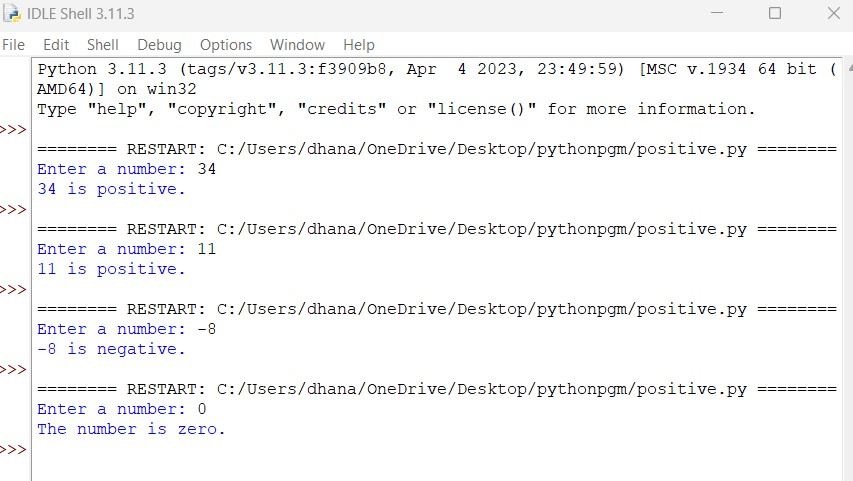 IDLE Shell 3.11.3
File Edit Shell Debug Options Window Help
Python 3.11.3 (tags/v3.11.3:f3909b8, Apr  4 2023, 23:49:59) [MSC v.1934 64 bit (
AMD64)] on win32
Type "help", "copyright", "credits" or "license()" for more information.
>>>
======== RESTART: C:/Users/dhana/OneDrive/Desktop/pythonpgm/positive.py ========
Enter a number: 34
34 is positive.
>>>
======== RESTART: C:/Users/dhana/OneDrive/Desktop/pythonpgm/positive.py ========
Enter a number: 11
11 is positive.
>>>
======== RESTART: C:/Users/dhana/OneDrive/Desktop/pythonpgm/positive.py ========
Enter a number: -8
-8 is negative.
>>>
======== RESTART: C:/Users/dhana/OneDrive/Desktop/pythonpgm/positive.py ========
Enter a number: 0
The number is zero.
>>>